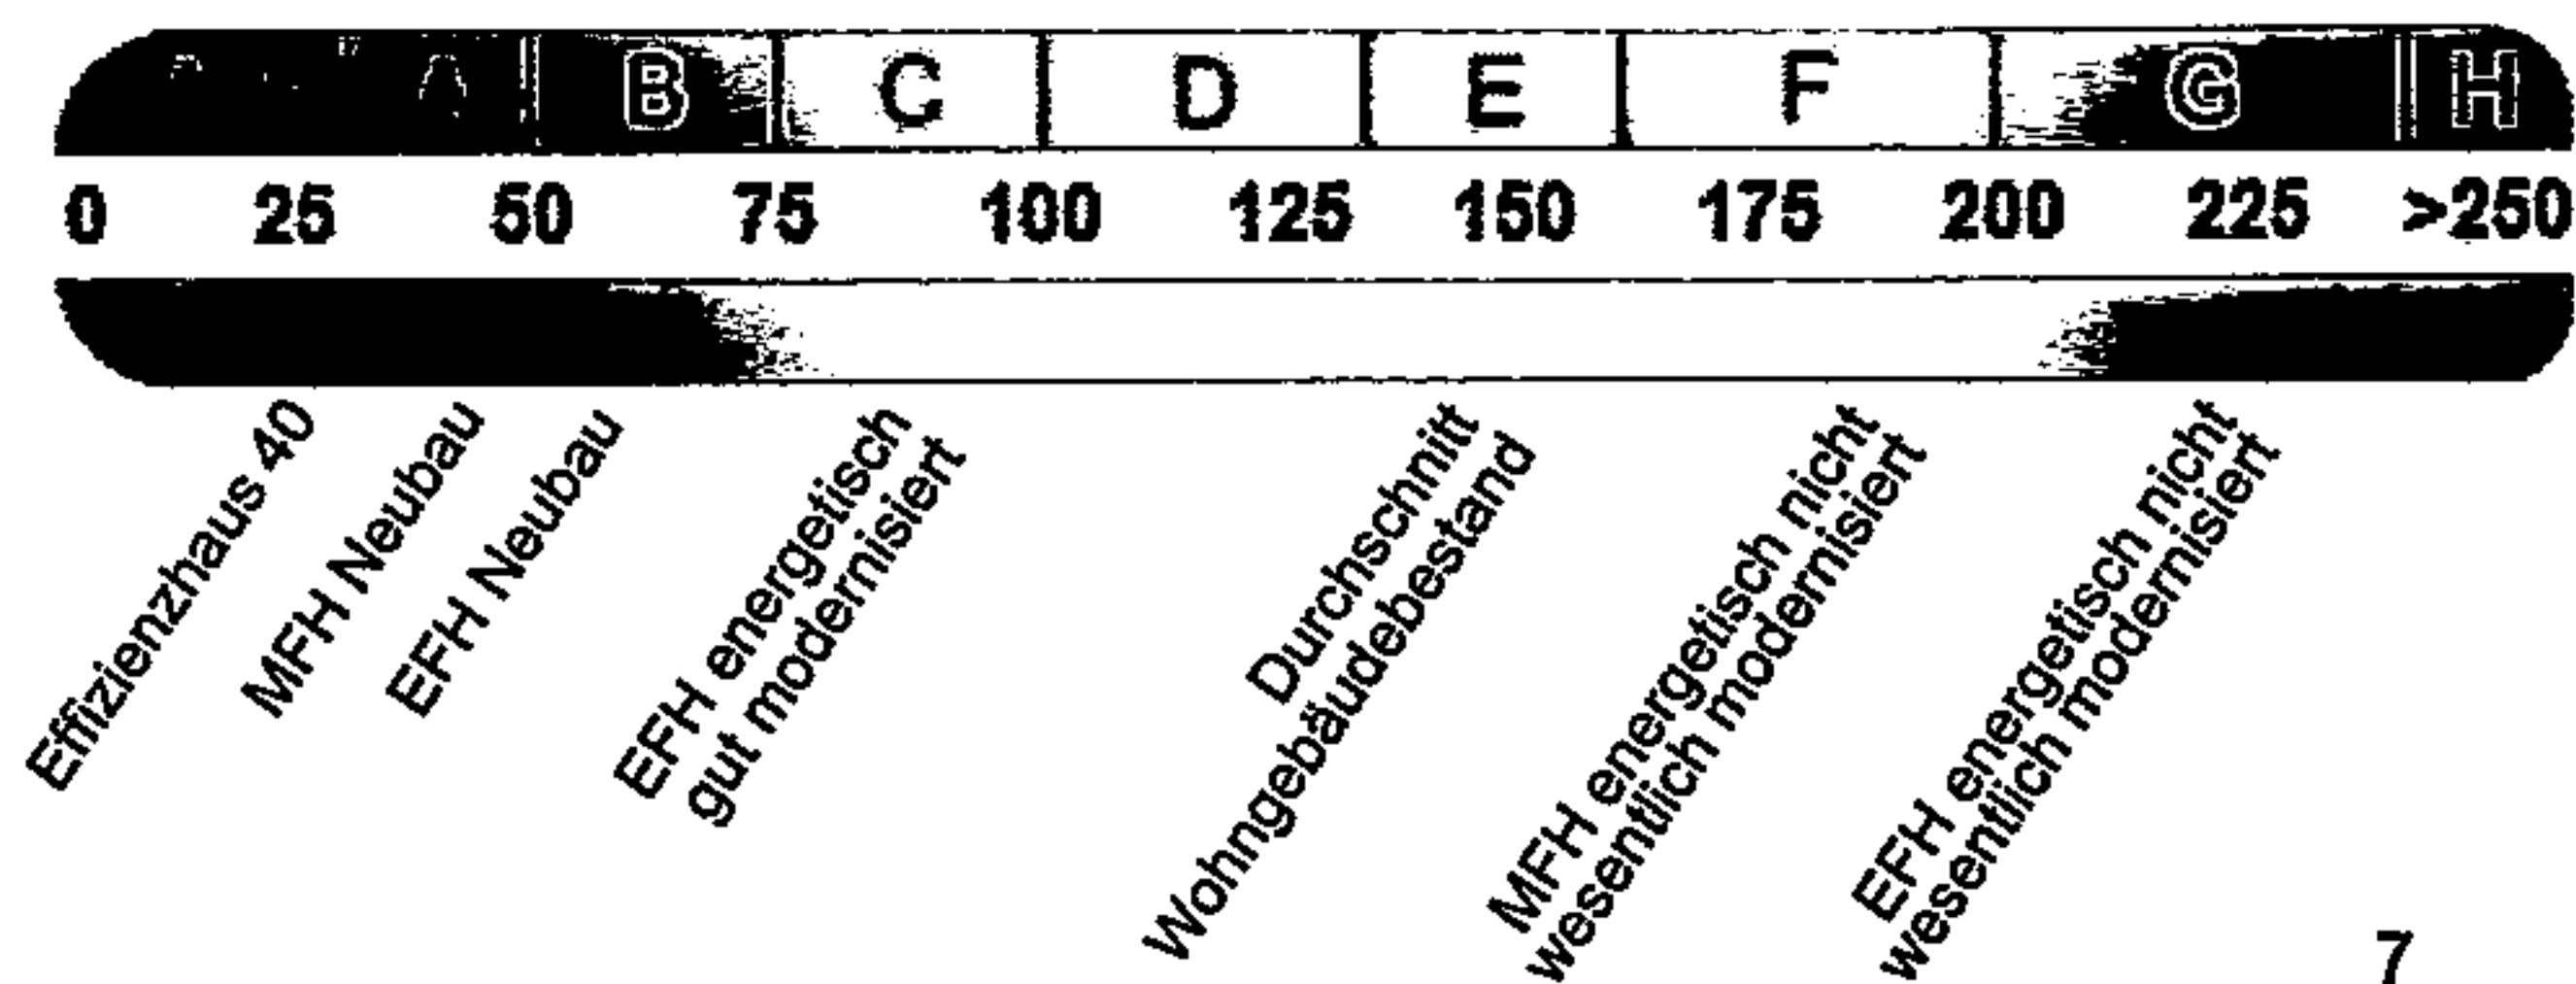 A B C D E F G H
0 25 50 75 100 125 150 175 200 225 >250
Effizienzhaus 40
MFH Neubau
EFH Neubau
EFH energetisch
gut modernisiert
Durchschnitt
Wohngebäudebestand
MFH energetisch nicht
wesentlich modernisiert
EFH energetisch nicht
wesentlich modernisiert
7